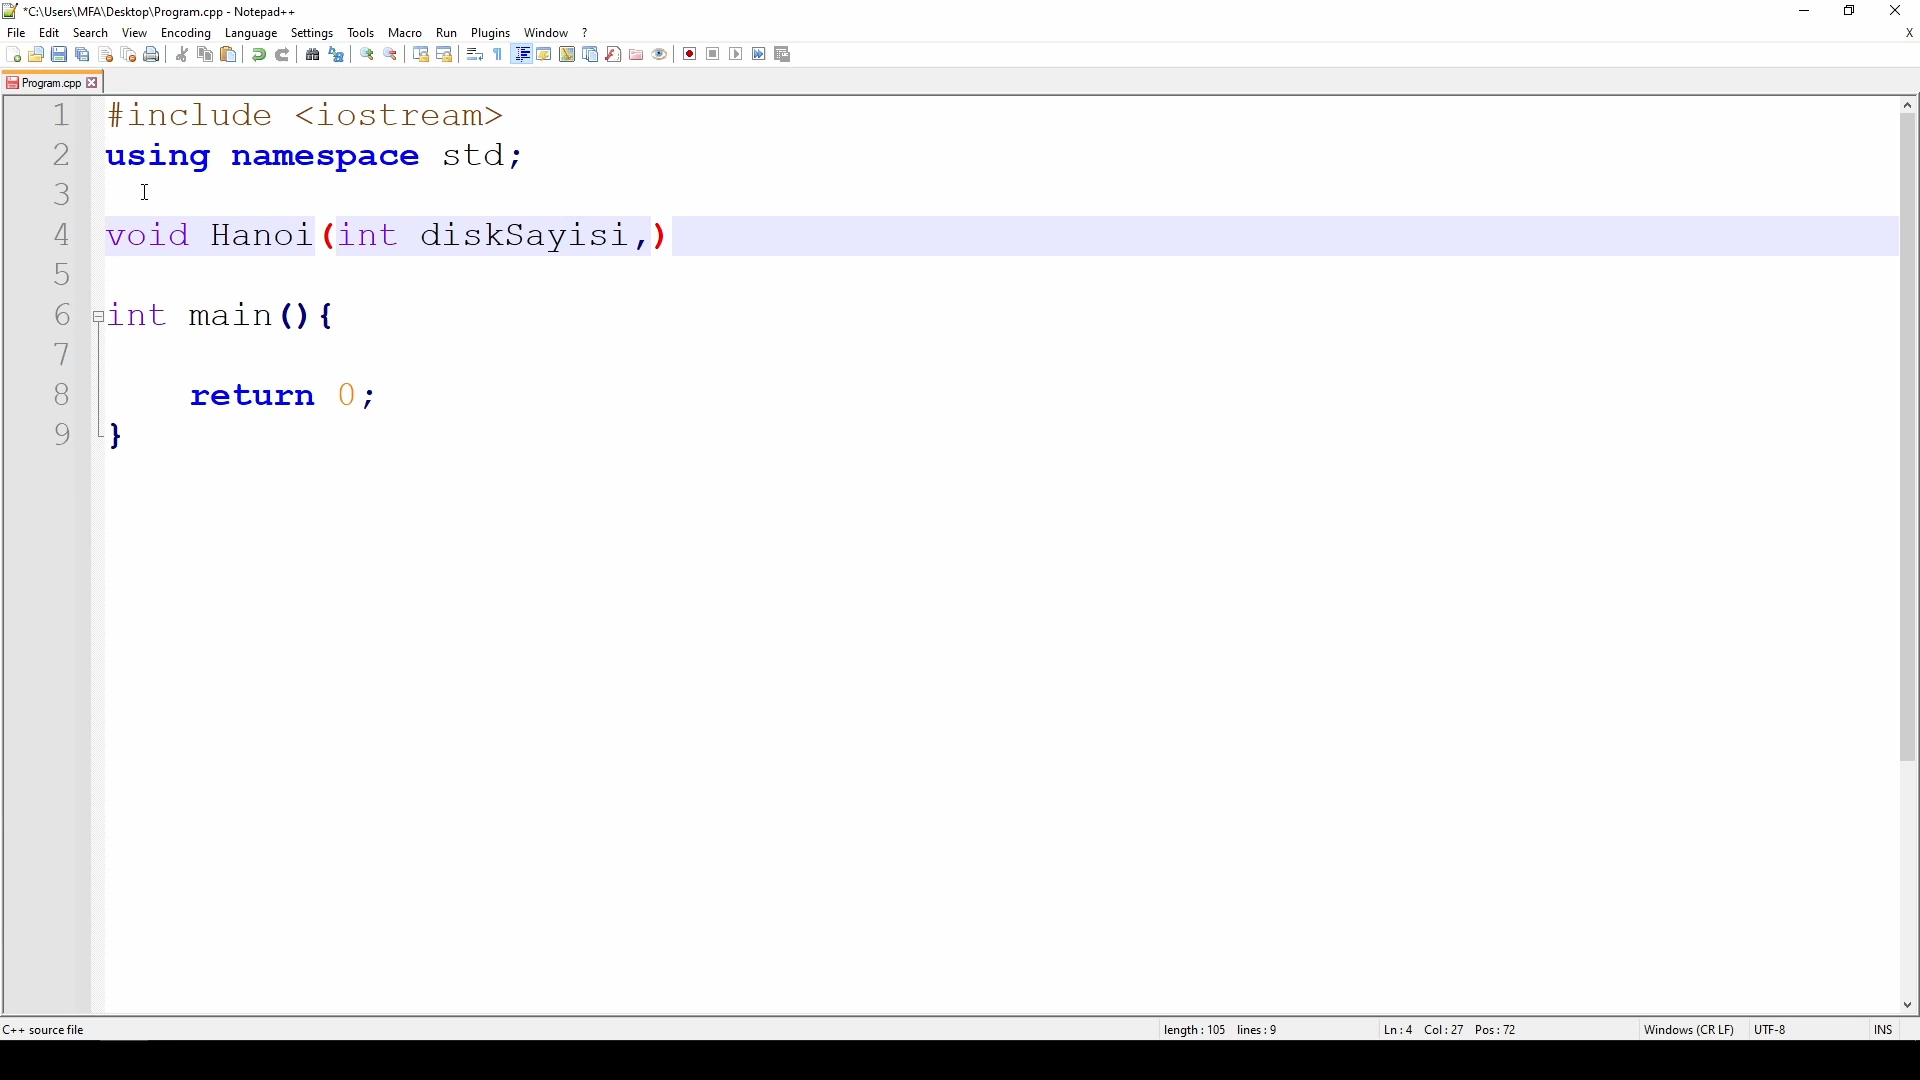 *C:\Users\MFA\Desktop\Program.cpp - Notepad++
File Edit Search View Encoding Language Settings Tools Macro Run Plugins Window ? X
Program.cpp
1 #include <iostream>
2 using namespace std;
3
4 void Hanoi(int diskSayisi,)
5
6 int main(){
7
8 return 0;
9 }
C++ source file length : 105 lines : 9 Ln : 4 Col : 27 Pos : 72 Windows (CR LF) UTF-8 INS